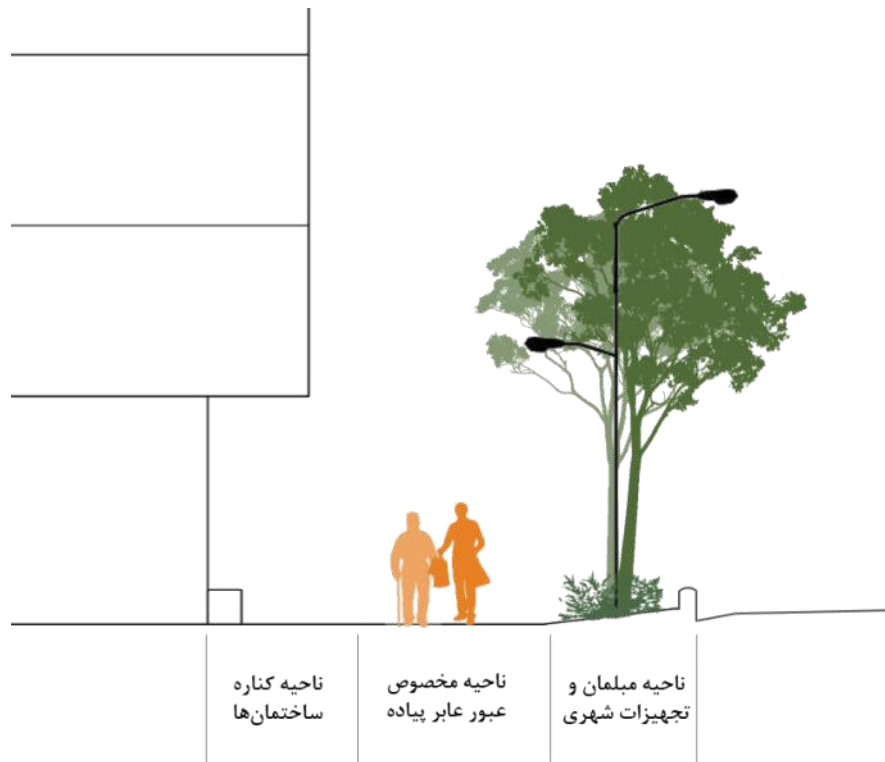 ناحیه مبلمان و
تجهیزات شهری
ناحیه مخصوص
عبور عابر پیاده
ناحیه کناره
ساختمان‌ها